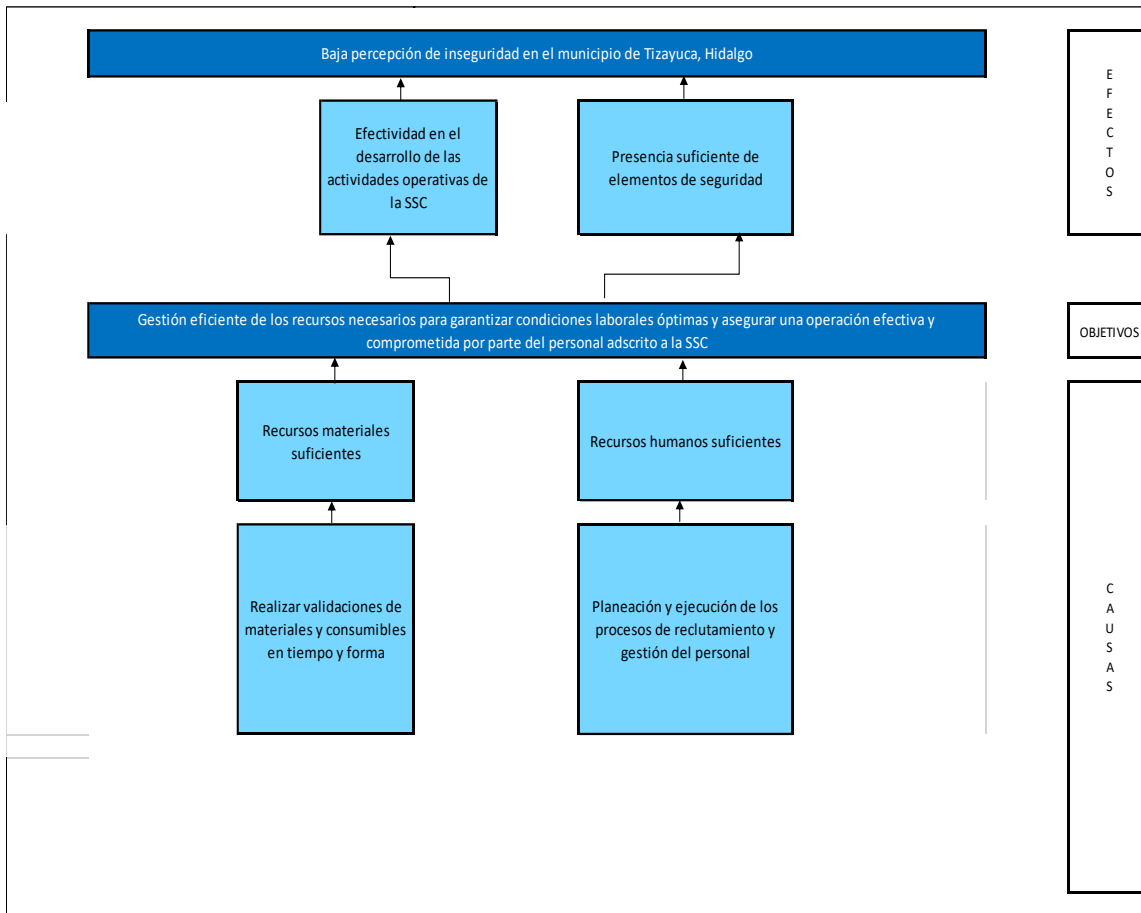 Baja percepción de inseguridad en el municipio de Tizayuca, Hidalgo
Efectividad en el
desarrollo de las
actividades operativas de
la SSC
Presencia suficiente de
elementos de seguridad
E
F
E
C
T
O
S
Gestión eficiente de los recursos necesarios para garantizar condiciones laborales óptimas y asegurar una operación efectiva y
comprometida por parte del personal adscrito a la SSC
OBJETIVOS
Recursos materiales
suficientes
Recursos humanos suficientes
Realizar validaciones de
materiales y consumibles
en tiempo y forma
Planeación y ejecución de los
procesos de reclutamiento y
gestión del personal
C
A
U
S
A
S